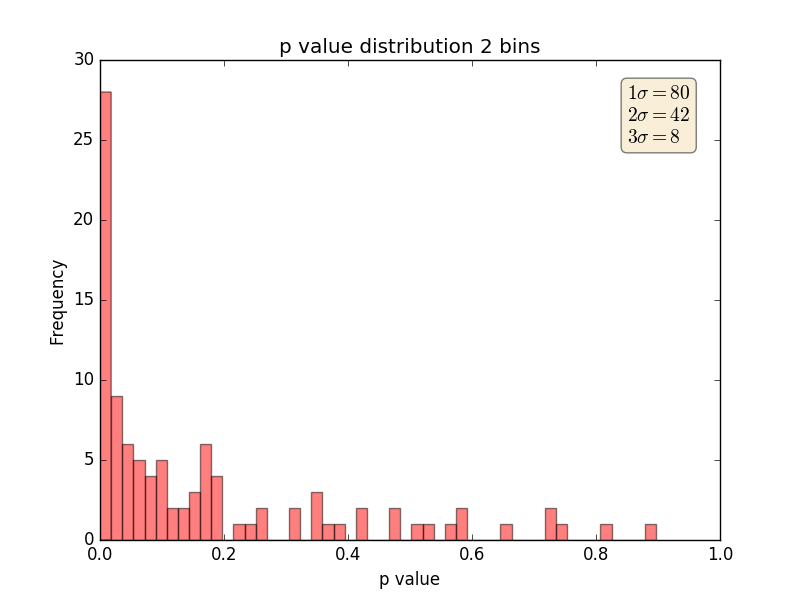 p value distribution 2 bins
30
25
20
15
10
5
0
Frequency
1σ = 80
2σ = 42
3σ = 8
0.0 0.2 0.4 0.6 0.8 1.0
p value